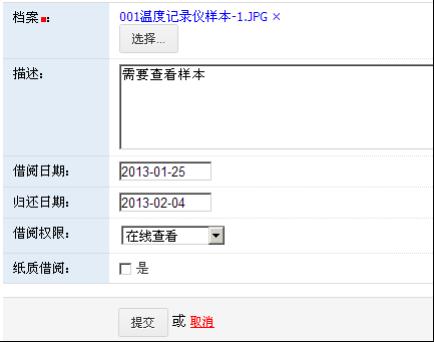 档案 : 001温度记录仪样本-1.JPG ×
选择...
描述: 需要查看样本
借阅日期: 2013-01-25
归还日期: 2013-02-04
借阅权限: 在线查看
纸质借阅: 是
提交 或 取消